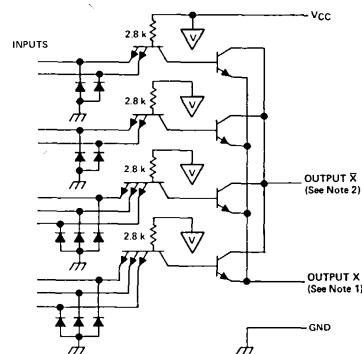 VCC
INPUTS
2.8 k
V
2.8 k
V
2.8 k
V
OUTPUT X̅
(See Note 2)
2.8 k
V
OUTPUT X
(See Note 1)
GND